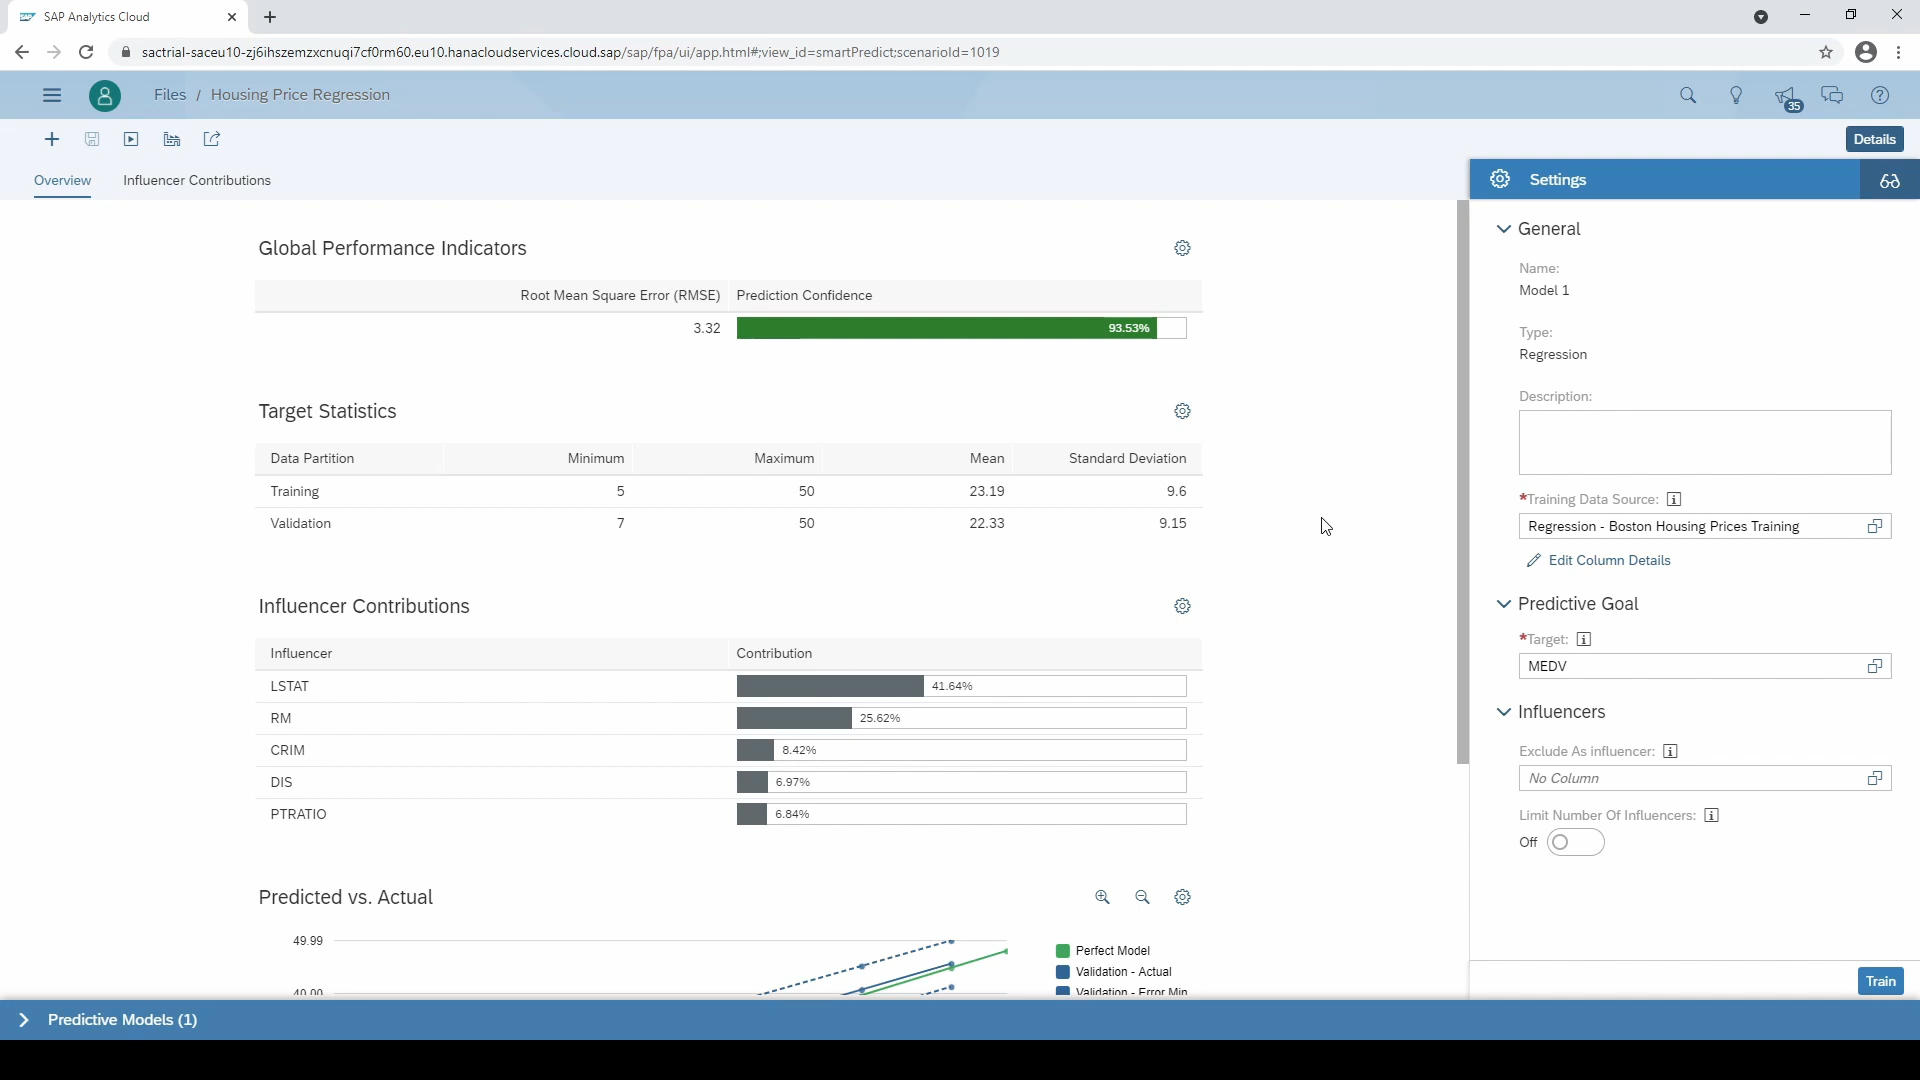 SAP Analytics Cloud
sactrial-saceu10-zj6ihszemzxcnuqi7cf0rm60.eu10.hanacloudservices.cloud.sap/sap/fpa/ui/app.html#;view_id=smartPredict;scenarioId=1019
Files / Housing Price Regression
35
Details
Overview Influencer Contributions
Settings
Global Performance Indicators
Root Mean Square Error (RMSE) Prediction Confidence
3.32 93.53%
Target Statistics
Data Partition Minimum Maximum Mean Standard Deviation
Training 5 50 23.19 9.6
Validation 7 50 22.33 9.15
Influencer Contributions
Influencer Contribution
LSTAT 41.64%
RM 25.62%
CRIM 8.42%
DIS 6.97%
PTRATIO 6.84%
Predicted vs. Actual
49.99
40.00
Perfect Model
Validation - Actual
Validation - Error Min
General
Name:
Model 1
Type:
Regression
Description:
*Training Data Source:
Regression - Boston Housing Prices Training
Edit Column Details
Predictive Goal
*Target:
MEDV
Influencers
Exclude As influencer:
No Column
Limit Number Of Influencers:
Off
Train
Predictive Models (1)